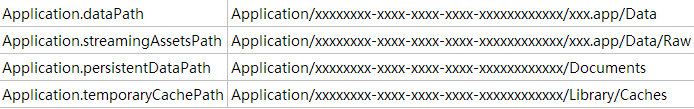 Application.dataPath Application/xxxxxxxx-xxxx-xxxx-xxxx-xxxxxxxxxxxx/xxx.app/Data
Application.streamingAssetsPath Application/xxxxxxxx-xxxx-xxxx-xxxx-xxxxxxxxxxxx/xxx.app/Data/Raw
Application.persistentDataPath Application/xxxxxxxx-xxxx-xxxx-xxxx-xxxxxxxxxxxx/Documents
Application.temporaryCachePath Application/xxxxxxxx-xxxx-xxxx-xxxx-xxxxxxxxxxxx/Library/Caches